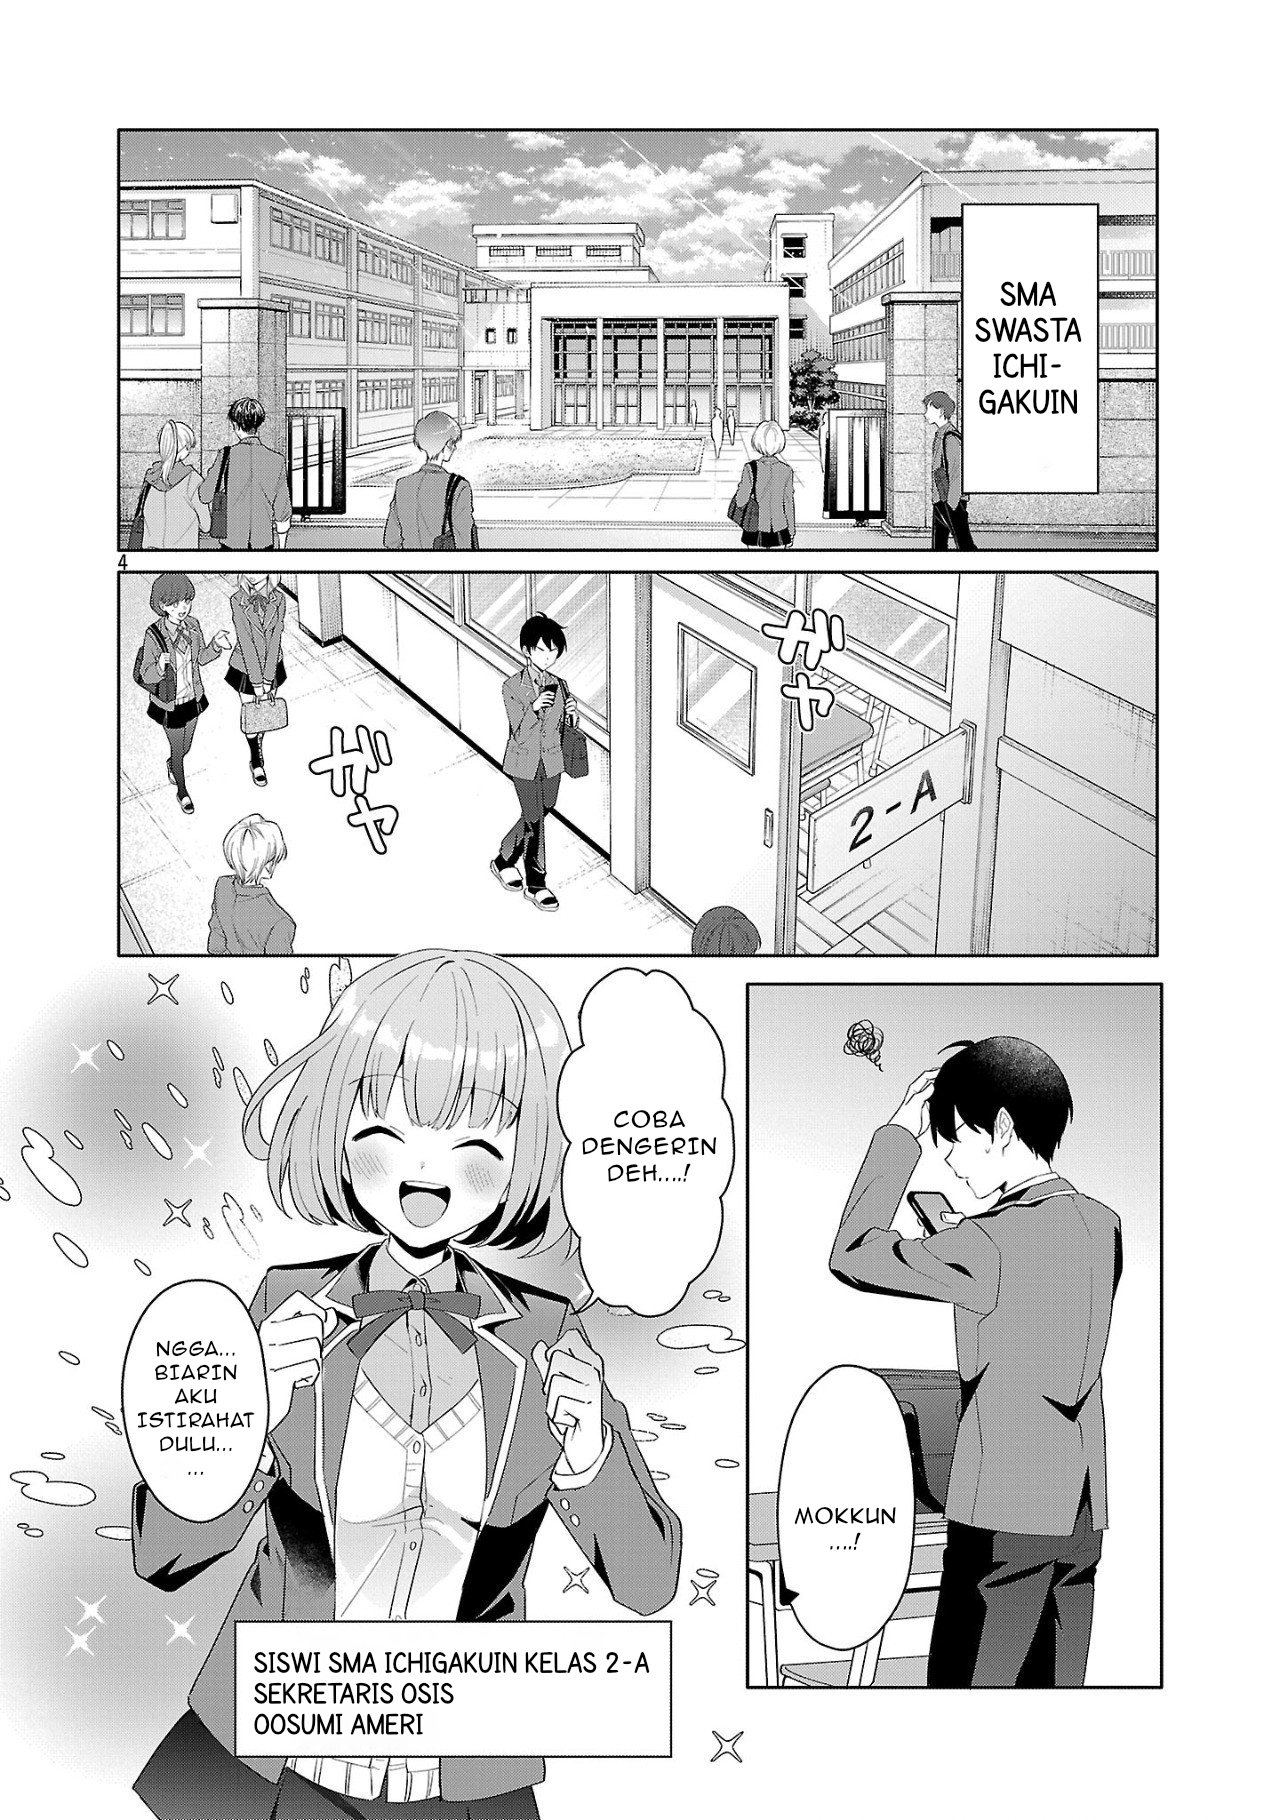 SMA
SWASTA
ICHI-
GAKUIN
4
ガヤ
ガヤ
2-A
MOKKUN
....!
COBA
DENGERIN
DEH....!
NGGA...
BIARIN
AKU
ISTIRAHAT
DULU...
...
SISWI SMA ICHIGAKUIN KELAS 2-A
SEKRETARIS OSIS
OOSUMI AMERI